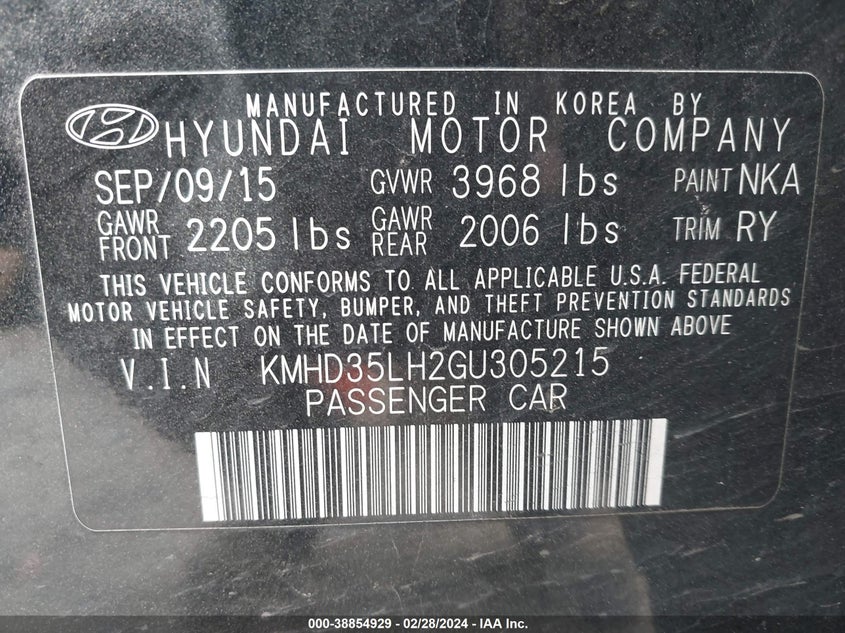 MANUFACTURED IN KOREA BY
HYUNDAI MOTOR COMPANY
SEP/09/15 GVWR 3968 lbs PAINT NKA
GAWR FRONT 2205 lbs GAWR REAR 2006 lbs TRIM RY
THIS VEHICLE CONFORMS TO ALL APPLICABLE U.S.A. FEDERAL
MOTOR VEHICLE SAFETY, BUMPER, AND THEFT PREVENTION STANDARDS
IN EFFECT ON THE DATE OF MANUFACTURE SHOWN ABOVE
V.I.N KMHD35LH2GU305215
PASSENGER CAR
000-38854929 - 02/28/2024 - IAA Inc.